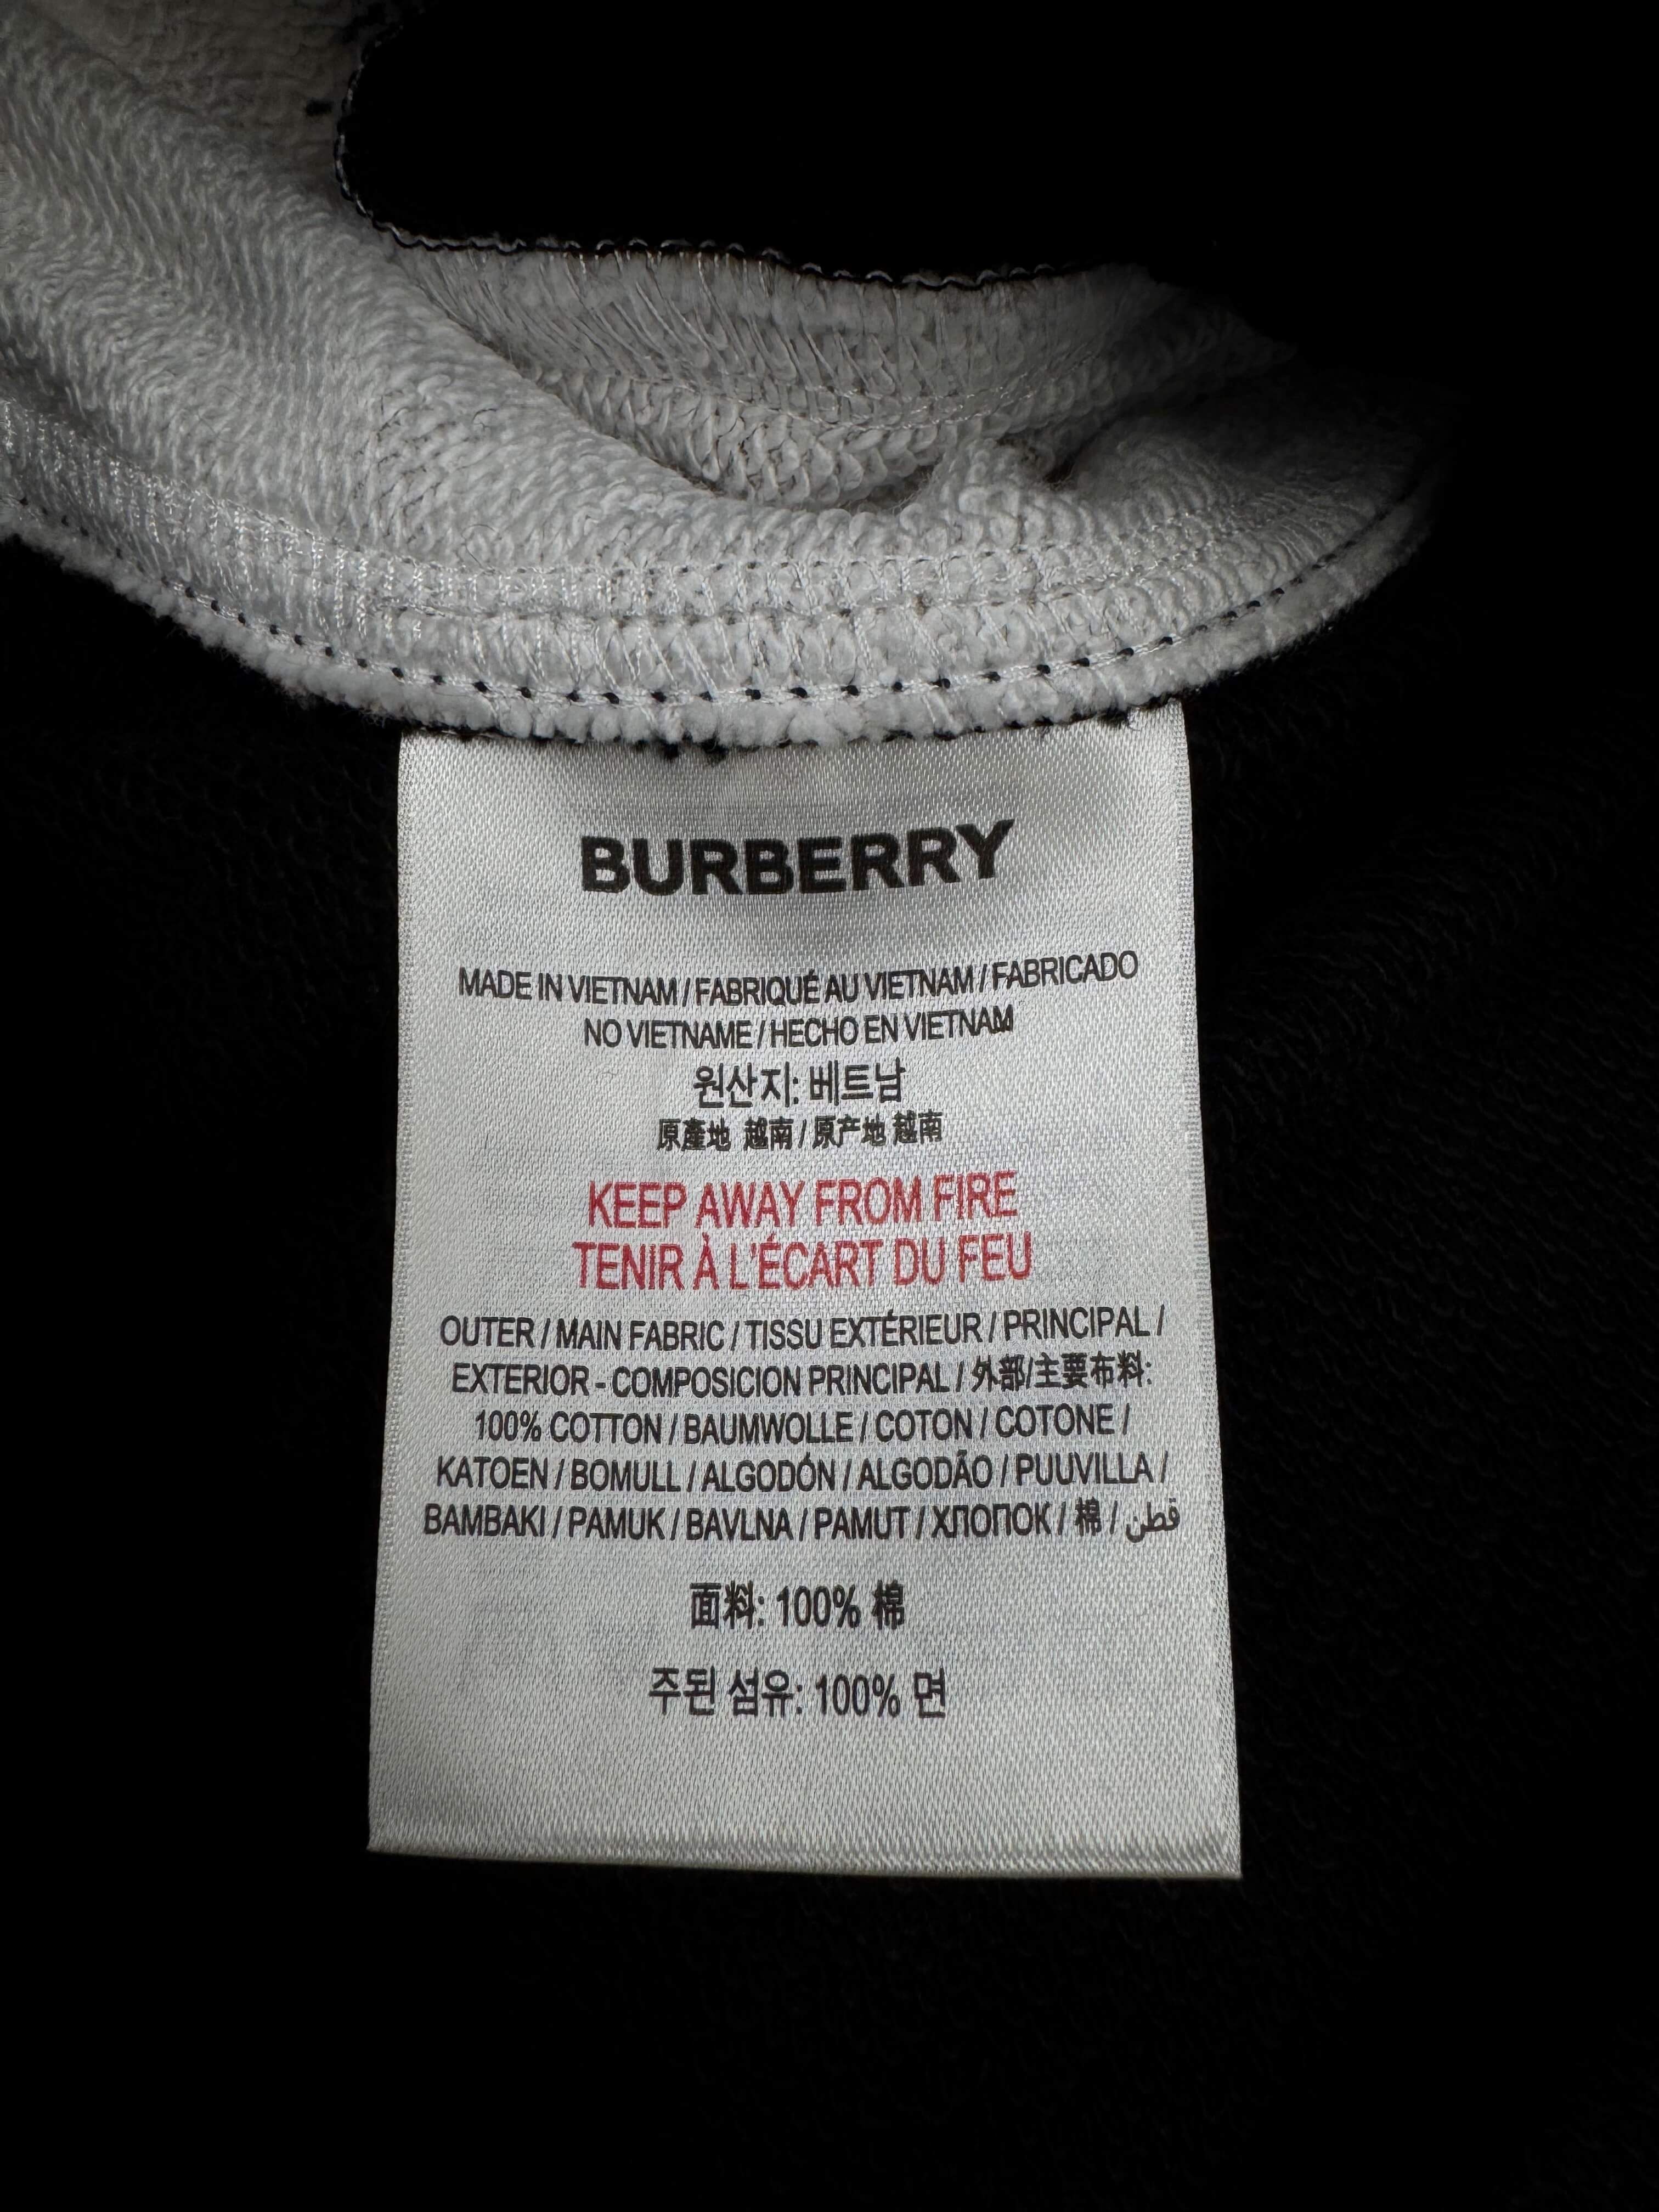 BURBERRY
MADE IN VIETNAM / FABRIQUÉ AU VIETNAM / FABRICADO
NO VIETNAME / HECHO EN VIETNAM
원산지: 베트남
原產地 越南 / 原产地 越南
KEEP AWAY FROM FIRE
TENIR À L'ÉCART DU FEU
OUTER / MAIN FABRIC / TISSU EXTÉRIEUR / PRINCIPAL /
EXTERIOR - COMPOSICION PRINCIPAL / 外部/主要布料:
100% COTTON / BAUMWOLLE / COTON / COTONE /
KATOEN / BOMULL / ALGODÓN / ALGODÃO / PUUVILLA /
BAMBAKI / PAMUK / BAVLNA / PAMUT / ХЛОПОК / 棉 / قطن
面料: 100% 棉
주된 섬유: 100% 면